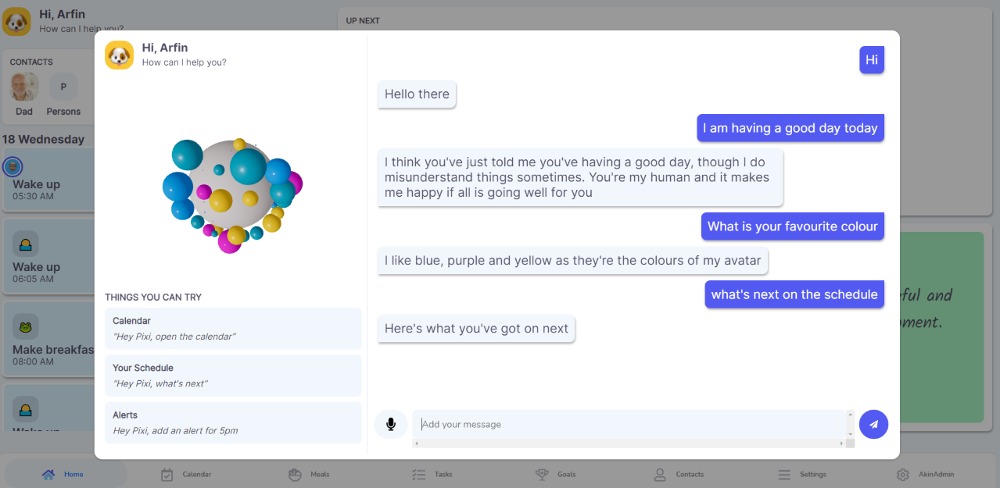 Hi, Arfin
How can I help you?
UP NEXT
CONTACTS
P
Dad
Persons
18 Wednesday
Wake up
05:30 AM
Wake up
06:05 AM
Make breakfas
08:00 AM
Wake up
Hi, Arfin
How can I help you?
THINGS YOU CAN TRY
Calendar
“Hey Pixi, open the calendar”
Your Schedule
“Hey Pixi, what's next”
Alerts
Hey Pixi, add an alert for 5pm
Hi
Hello there
I am having a good day today
I think you've just told me you've having a good day, though I do
misunderstand things sometimes. You're my human and it makes
me happy if all is going well for you
What is your favourite colour
I like blue, purple and yellow as they're the colours of my avatar
what's next on the schedule
Here's what you've got on next
Add your message
eful and
oment.
Home
Calendar
Meals
Tasks
Goals
Contacts
Settings
AkinAdmin